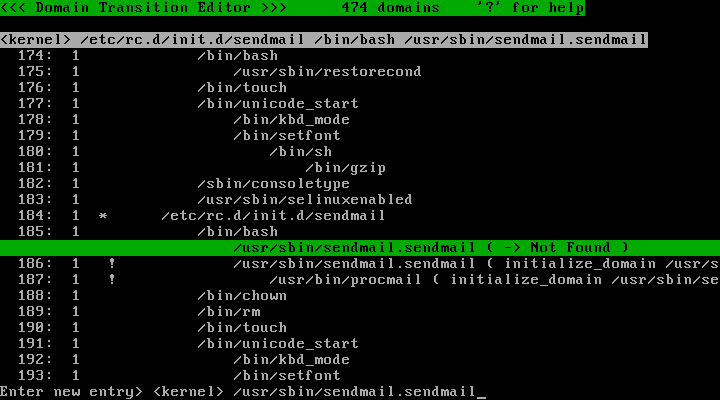 <<< Domain Transition Editor >>>      474 domains    '?' for help
<kernel> /etc/rc.d/init.d/sendmail /bin/bash /usr/sbin/sendmail.sendmail
174:  1             /bin/bash
175:  1                 /usr/sbin/restorecond
176:  1             /bin/touch
177:  1             /bin/unicode_start
178:  1                 /bin/kbd_mode
179:  1                 /bin/setfont
180:  1                     /bin/sh
181:  1                         /bin/gzip
182:  1             /sbin/consoletype
183:  1             /usr/sbin/selinuxenabled
184:  1  *      /etc/rc.d/init.d/sendmail
185:  1             /bin/bash
/usr/sbin/sendmail.sendmail ( -> Not Found )
186:  1   !             /usr/sbin/sendmail.sendmail ( initialize_domain /usr/s
187:  1   !                 /usr/bin/procmail ( initialize_domain /usr/sbin/se
188:  1             /bin/chown
189:  1             /bin/rm
190:  1             /bin/touch
191:  1             /bin/unicode_start
192:  1                 /bin/kbd_mode
193:  1                 /bin/setfont
Enter new entry> <kernel> /usr/sbin/sendmail.sendmail_